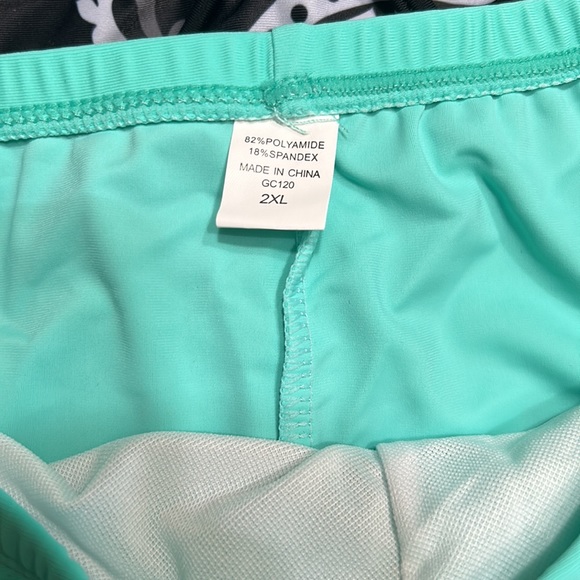 82%POLYAMIDE
18%SPANDEX
MADE IN CHINA
GC120
2XL